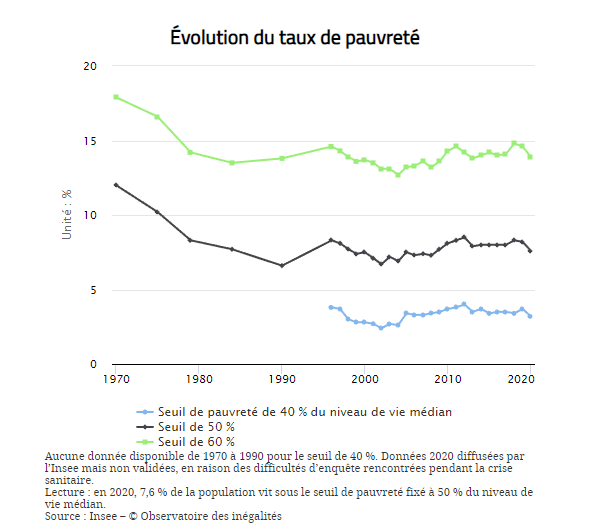 Évolution du taux de pauvreté
20
15
10
5
0
Unité : %
1970
1980
1990
2000
2010
2020
Seuil de pauvreté de 40 % du niveau de vie médian
Seuil de 50 %
Seuil de 60 %
Aucune donnée disponible de 1970 à 1990 pour le seuil de 40 %. Données 2020 diffusées par
l'Insee mais non validées, en raison des difficultés d'enquête rencontrées pendant la crise
sanitaire.
Lecture : en 2020, 7,6 % de la population vit sous le seuil de pauvreté fixé à 50 % du niveau de
vie médian.
Source : Insee – © Observatoire des inégalités